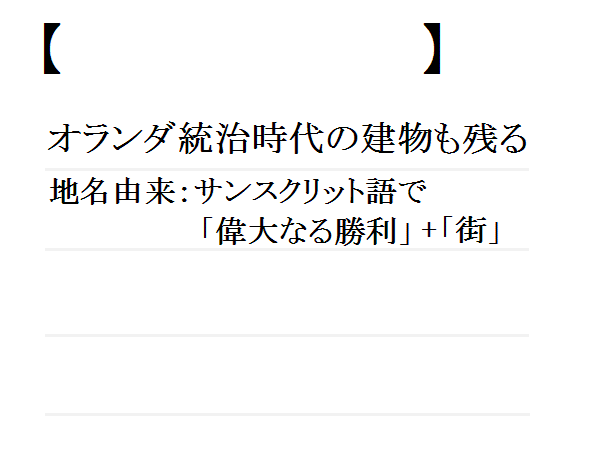 【　　　　　　　　】
オランダ統治時代の建物も残る
地名由来：サンスクリット語で
「偉大なる勝利」+「街」